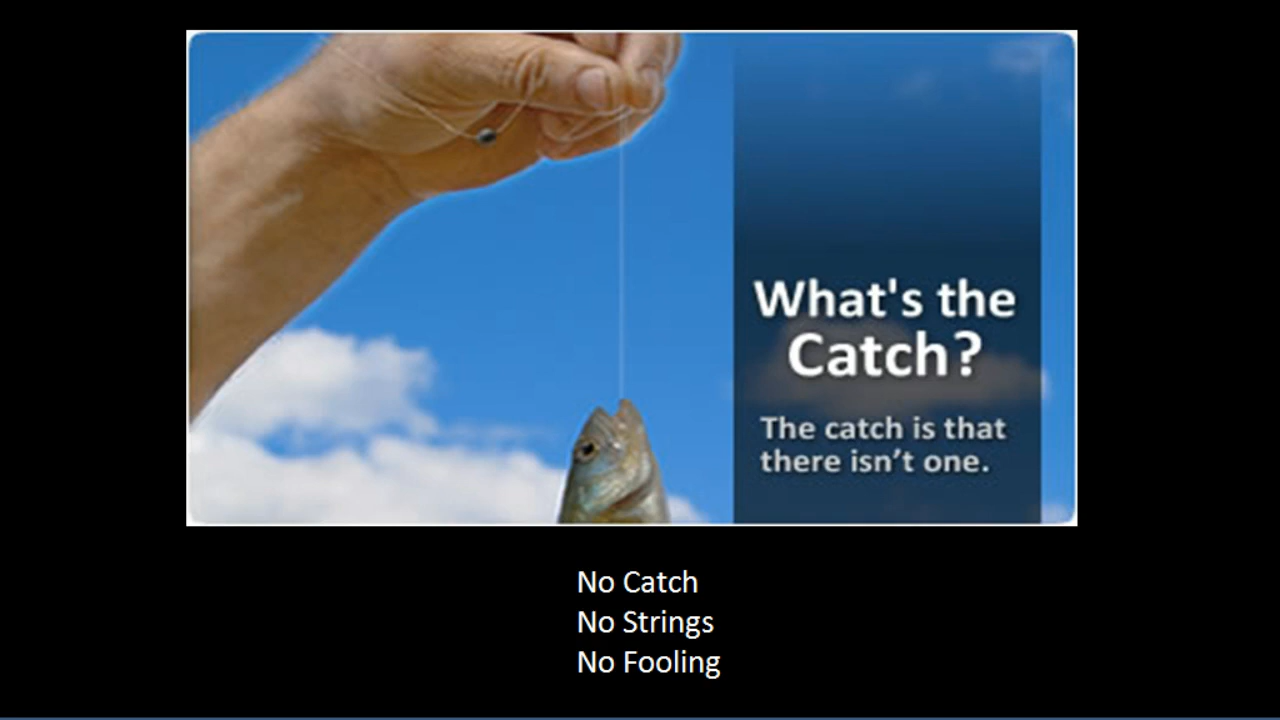 What's the
Catch?
The catch is that
there isn’t one.
No Catch
No Strings
No Fooling